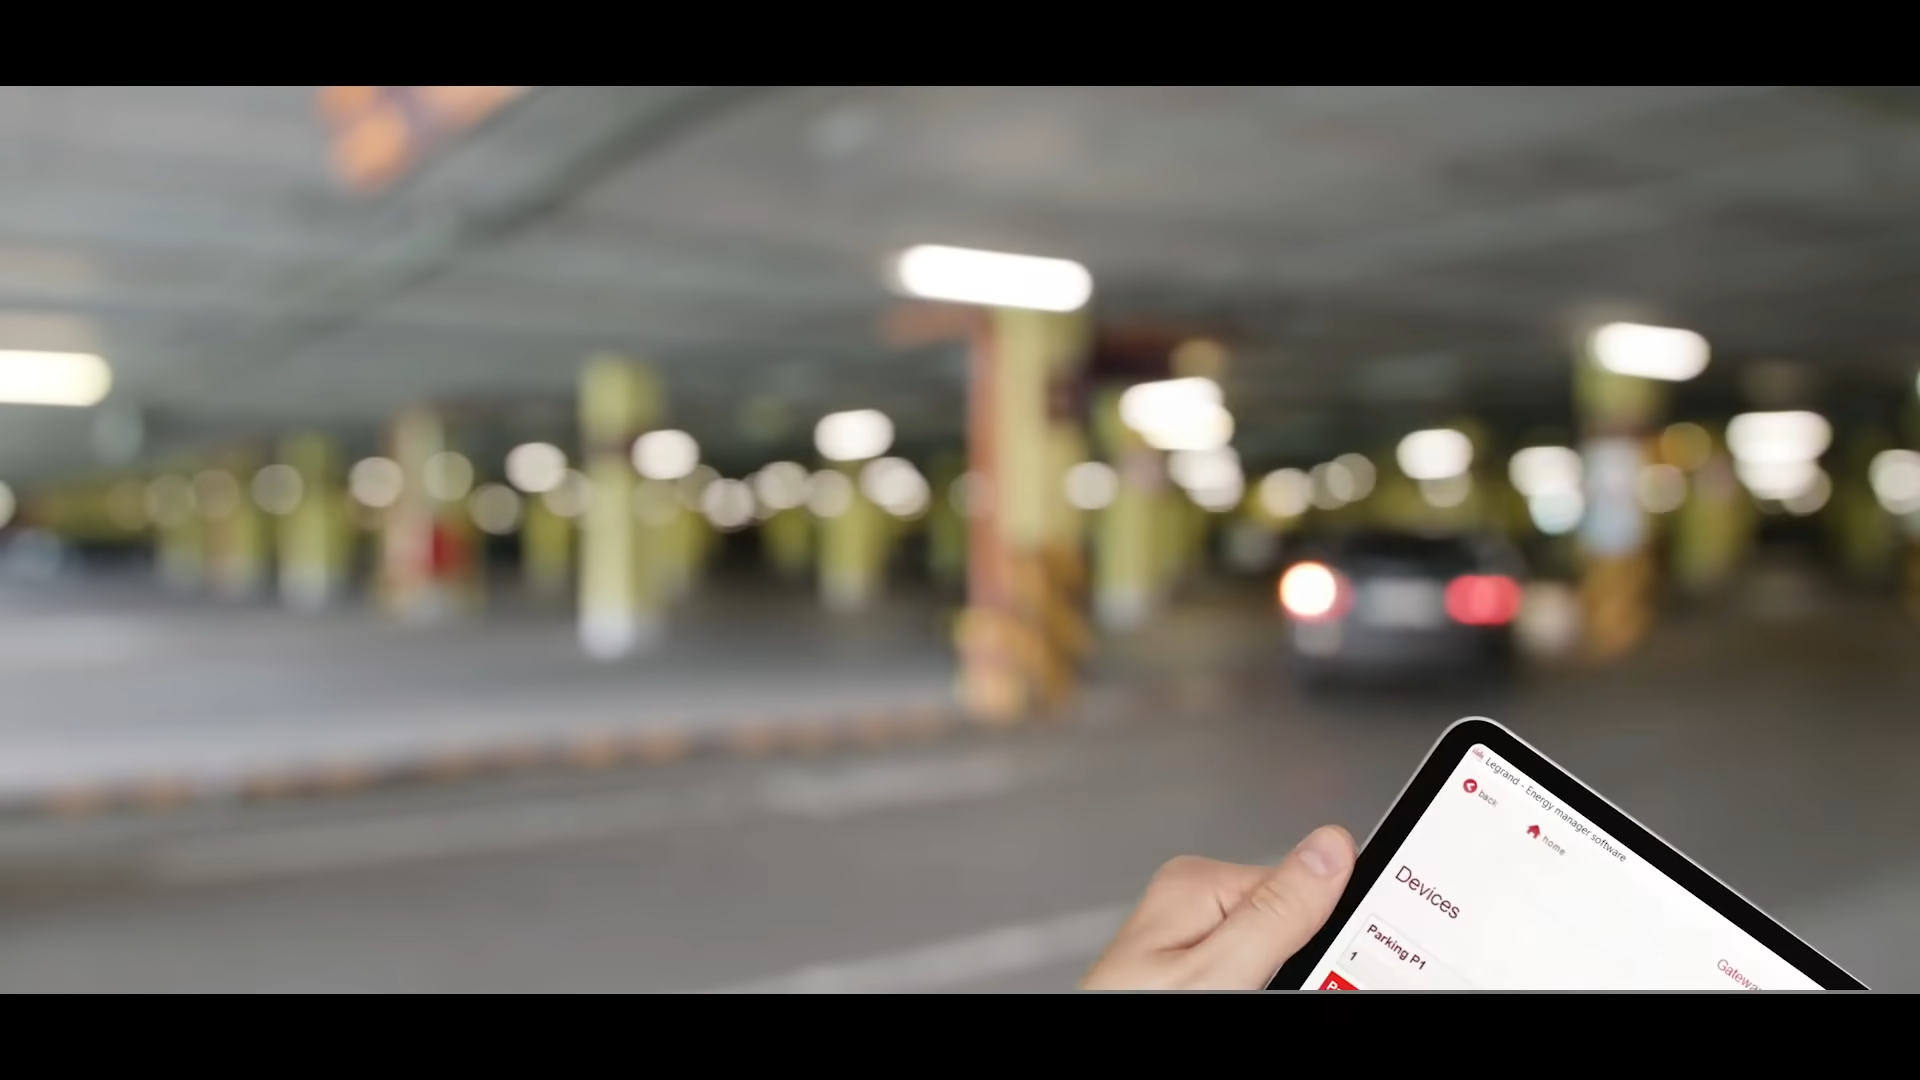 Legrand - Energy manager software
back
home
Devices
Parking P1
1